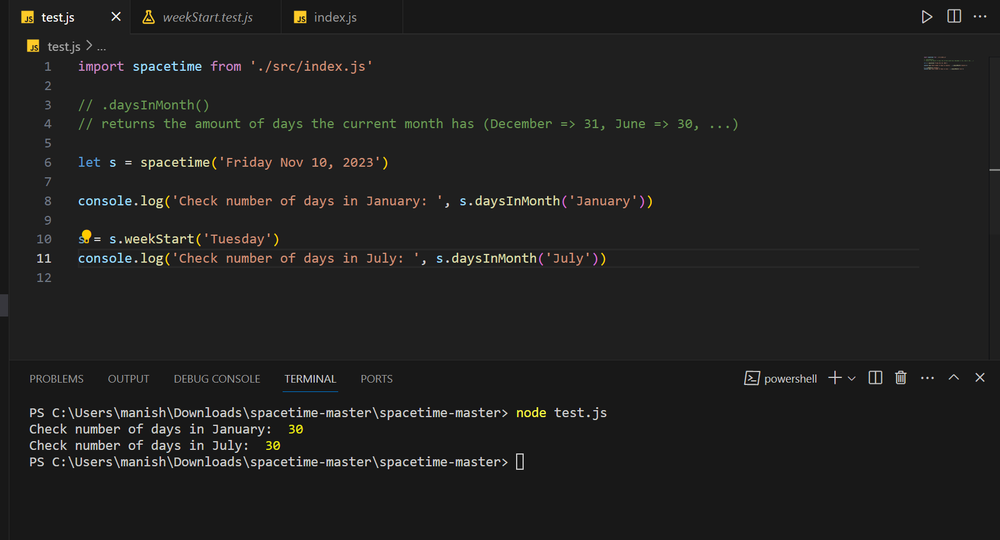 test.js
weekStart.test.js
index.js
test.js > ...
1 import spacetime from './src/index.js'
2
3 // .daysInMonth()
4 // returns the amount of days the current month has (December => 31, June => 30, ...)
5
6 let s = spacetime('Friday Nov 10, 2023')
7
8 console.log('Check number of days in January: ', s.daysInMonth('January'))
9
10 s = s.weekStart('Tuesday')
11 console.log('Check number of days in July: ', s.daysInMonth('July'))
12
PROBLEMS OUTPUT DEBUG CONSOLE TERMINAL PORTS powershell
PS C:\Users\manish\Downloads\spacetime-master\spacetime-master> node test.js
Check number of days in January:  30
Check number of days in July:  30
PS C:\Users\manish\Downloads\spacetime-master\spacetime-master>